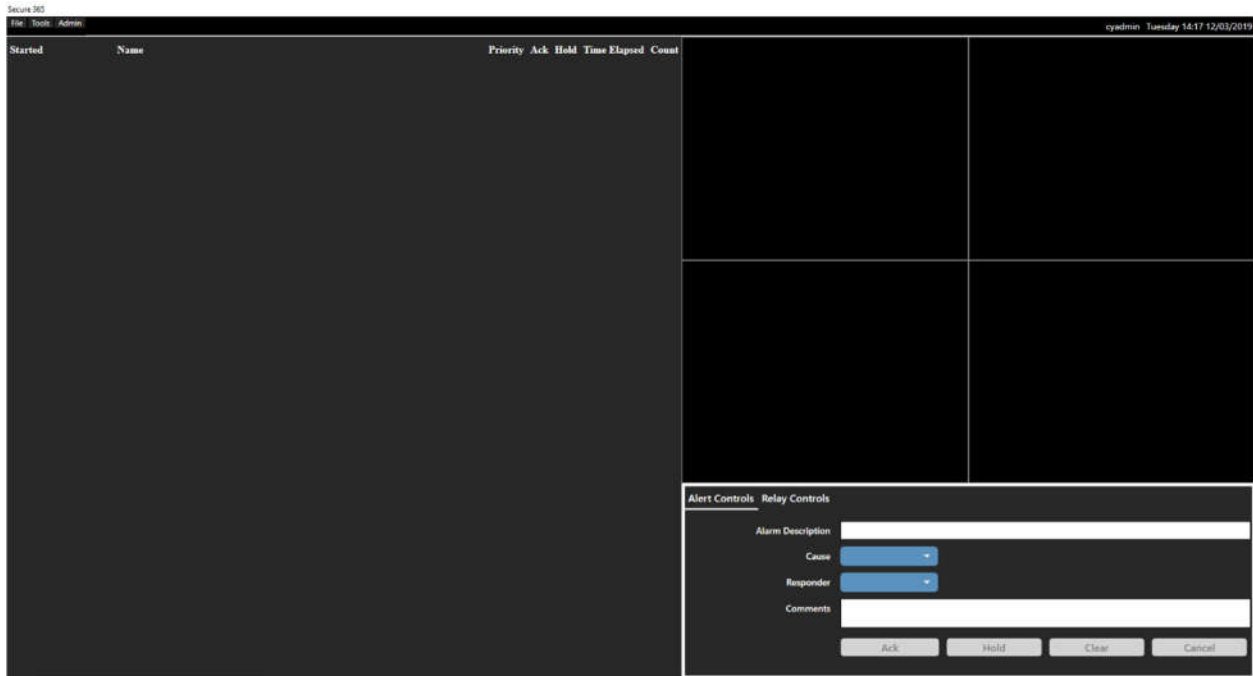 Secure 365
File Tools Admin
cyadmin Tuesday 14:17 12/03/2019
Started Name Priority Ack Hold Time Elapsed Count
Alert Controls Relay Controls
Alarm Description
Cause
Responder
Comments
Ack Hold Clear Cancel